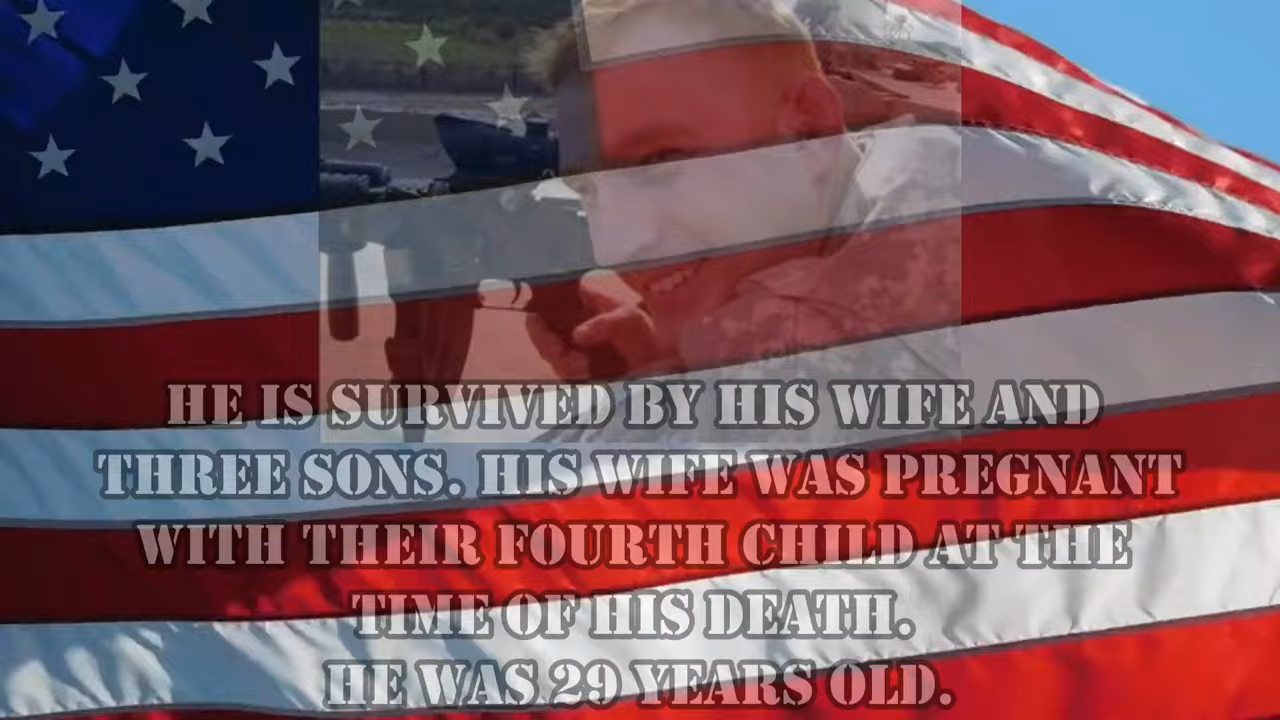 HE IS SURVIVED BY HIS WIFE AND
THREE SONS. HIS WIFE WAS PREGNANT
WITH THEIR FOURTH CHILD AT THE
TIME OF HIS DEATH.
HE WAS 29 YEARS OLD.